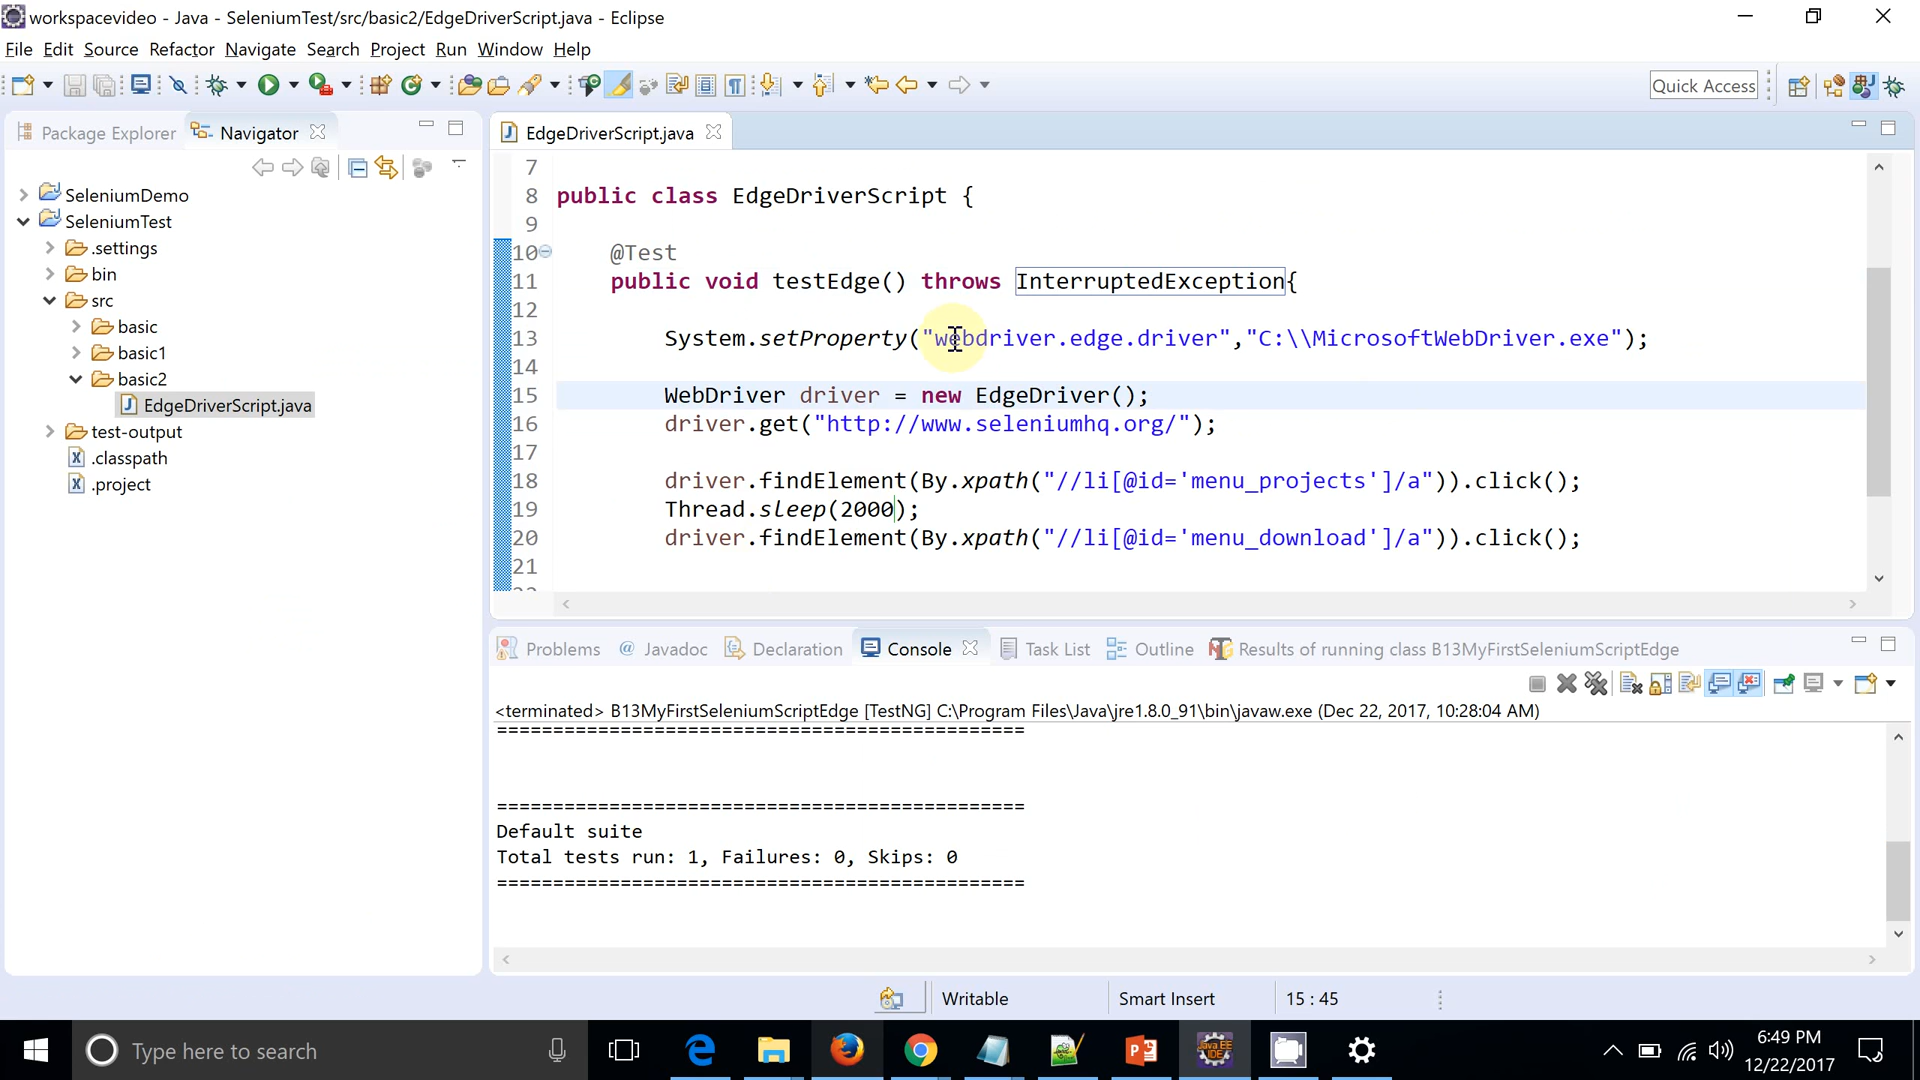 workspacevideo - Java - SeleniumTest/src/basic2/EdgeDriverScript.java - Eclipse
File Edit Source Refactor Navigate Search Project Run Window Help
Quick Access
Package Explorer
Navigator
SeleniumDemo
SeleniumTest
.settings
bin
src
basic
basic1
basic2
EdgeDriverScript.java
test-output
.classpath
.project
EdgeDriverScript.java
7
8 public class EdgeDriverScript {
9
10 @Test
11 public void testEdge() throws InterruptedException{
12
13 System.setProperty("webdriver.edge.driver","C:\\MicrosoftWebDriver.exe");
14
15 WebDriver driver = new EdgeDriver();
16 driver.get("http://www.seleniumhq.org/");
17
18 driver.findElement(By.xpath("//li[@id='menu_projects']/a")).click();
19 Thread.sleep(2000);
20 driver.findElement(By.xpath("//li[@id='menu_download']/a")).click();
21
Problems @ Javadoc Declaration Console Task List Outline Results of running class B13MyFirstSeleniumScriptEdge
<terminated> B13MyFirstSeleniumScriptEdge [TestNG] C:\Program Files\Java\jre1.8.0_91\bin\javaw.exe (Dec 22, 2017, 10:28:04 AM)
===============================================
===============================================
Default suite
Total tests run: 1, Failures: 0, Skips: 0
===============================================
Writable
Smart Insert
15 : 45
Type here to search
Java EE
IDE
6:49 PM
12/22/2017